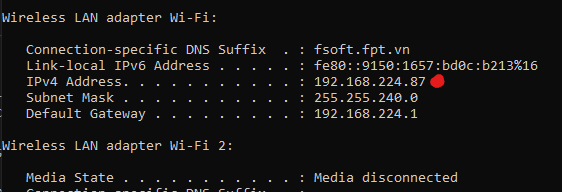 Wireless LAN adapter Wi-Fi:
Connection-specific DNS Suffix . : fsoft.fpt.vn
Link-local IPv6 Address . . . . . : fe80::9150:1657:bd0c:b213%16
IPv4 Address. . . . . . . . . . . : 192.168.224.87
Subnet Mask . . . . . . . . . . . : 255.255.240.0
Default Gateway . . . . . . . . . : 192.168.224.1
Wireless LAN adapter Wi-Fi 2:
Media State . . . . . . . . . . . : Media disconnected
Connection-specific DNS Suffix . :